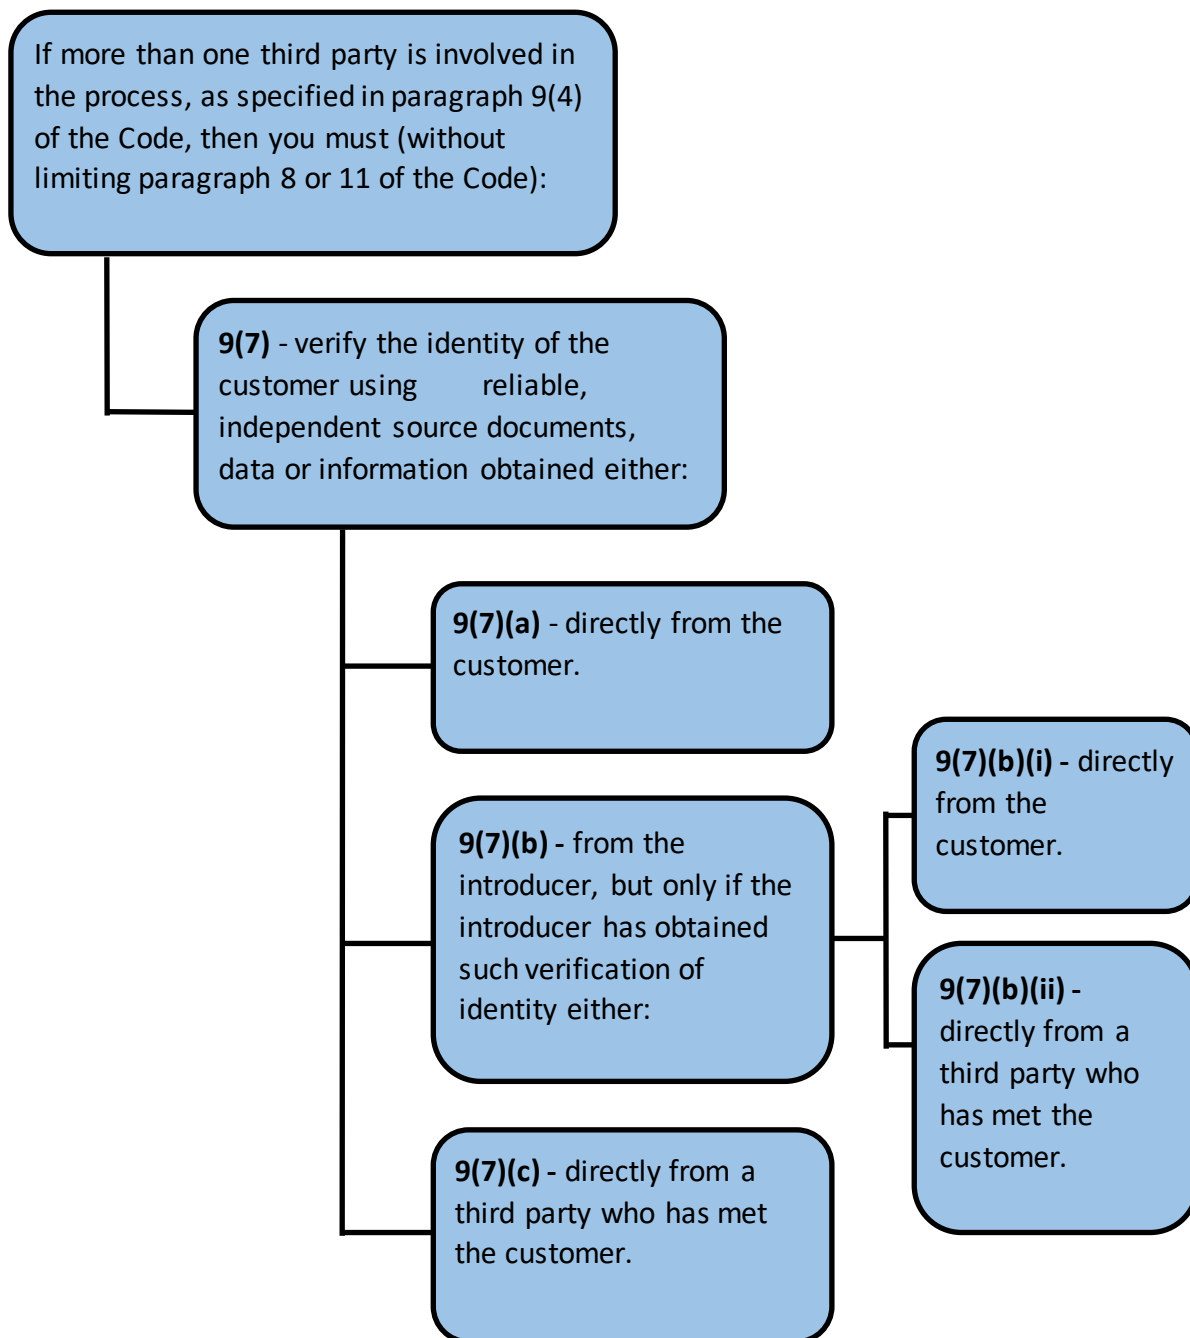 If more than one third party is involved in
the process, as specified in paragraph 9(4)
of the Code, then you must (without
limiting paragraph 8 or 11 of the Code):
9(7) - verify the identity of the
customer using reliable,
independent source documents,
data or information obtained either:
9(7)(a) - directly from the
customer.
9(7)(b) - from the
introducer, but only if the
introducer has obtained
such verification of
identity either:
9(7)(b)(i) - directly
from the
customer.
9(7)(b)(ii) -
directly from a
third party who
has met the
customer.
9(7)(c) - directly from a
third party who has met
the customer.